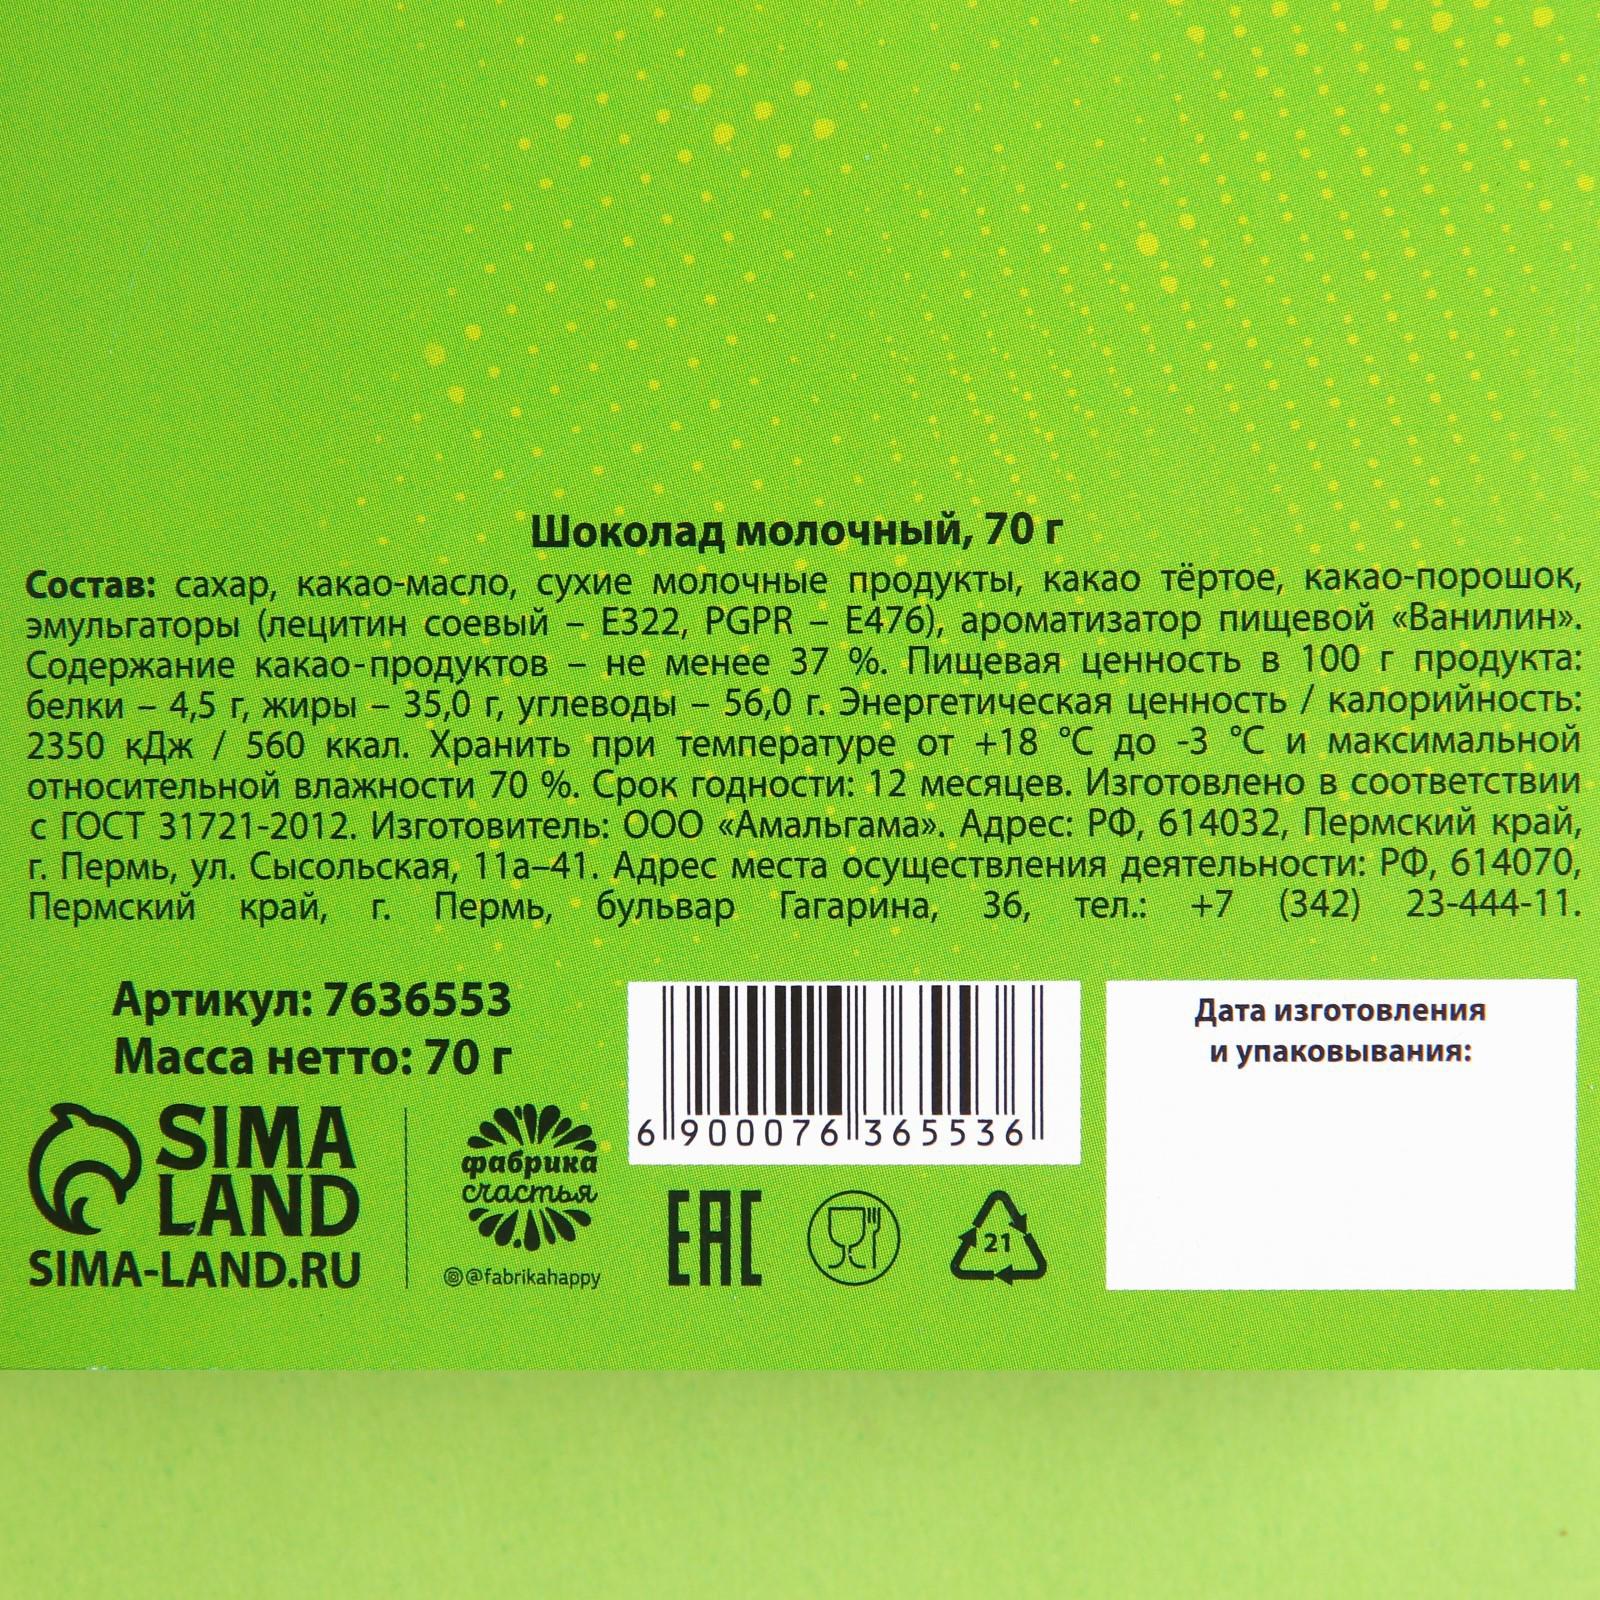 Шоколад молочный, 70 г
Состав: сахар, какао-масло, сухие молочные продукты, какао тёртое, какао-порошок,
эмульгаторы (лецитин соевый – Е322, PGPR – Е476), ароматизатор пищевой «Ванилин».
Содержание какао-продуктов – не менее 37 %. Пищевая ценность в 100 г продукта:
белки – 4,5 г, жиры – 35,0 г, углеводы – 56,0 г. Энергетическая ценность / калорийность:
2350 кДж / 560 ккал. Хранить при температуре от +18 °С до -3 °С и максимальной
относительной влажности 70 %. Срок годности: 12 месяцев. Изготовлено в соответствии
с ГОСТ 31721-2012. Изготовитель: ООО «Амальгама». Адрес: РФ, 614032, Пермский край,
г. Пермь, ул. Сысольская, 11а–41. Адрес места осуществления деятельности: РФ, 614070,
Пермский край, г. Пермь, бульвар Гагарина, 36, тел.: +7 (342) 23-444-11.
Артикул: 7636553
Масса нетто: 70 г
SIMA
LAND
SIMA-LAND.RU
фабрика
счастья
@fabrikahappy
6 900076 365536
EAC
21
Дата изготовления
и упаковывания: